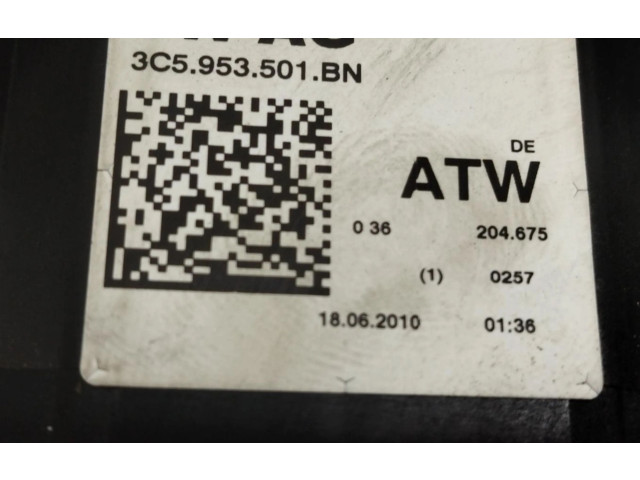 3C5.953.501.BN
DE
ATW
0 36 204.675
(1) 0257
18.06.2010 01:36